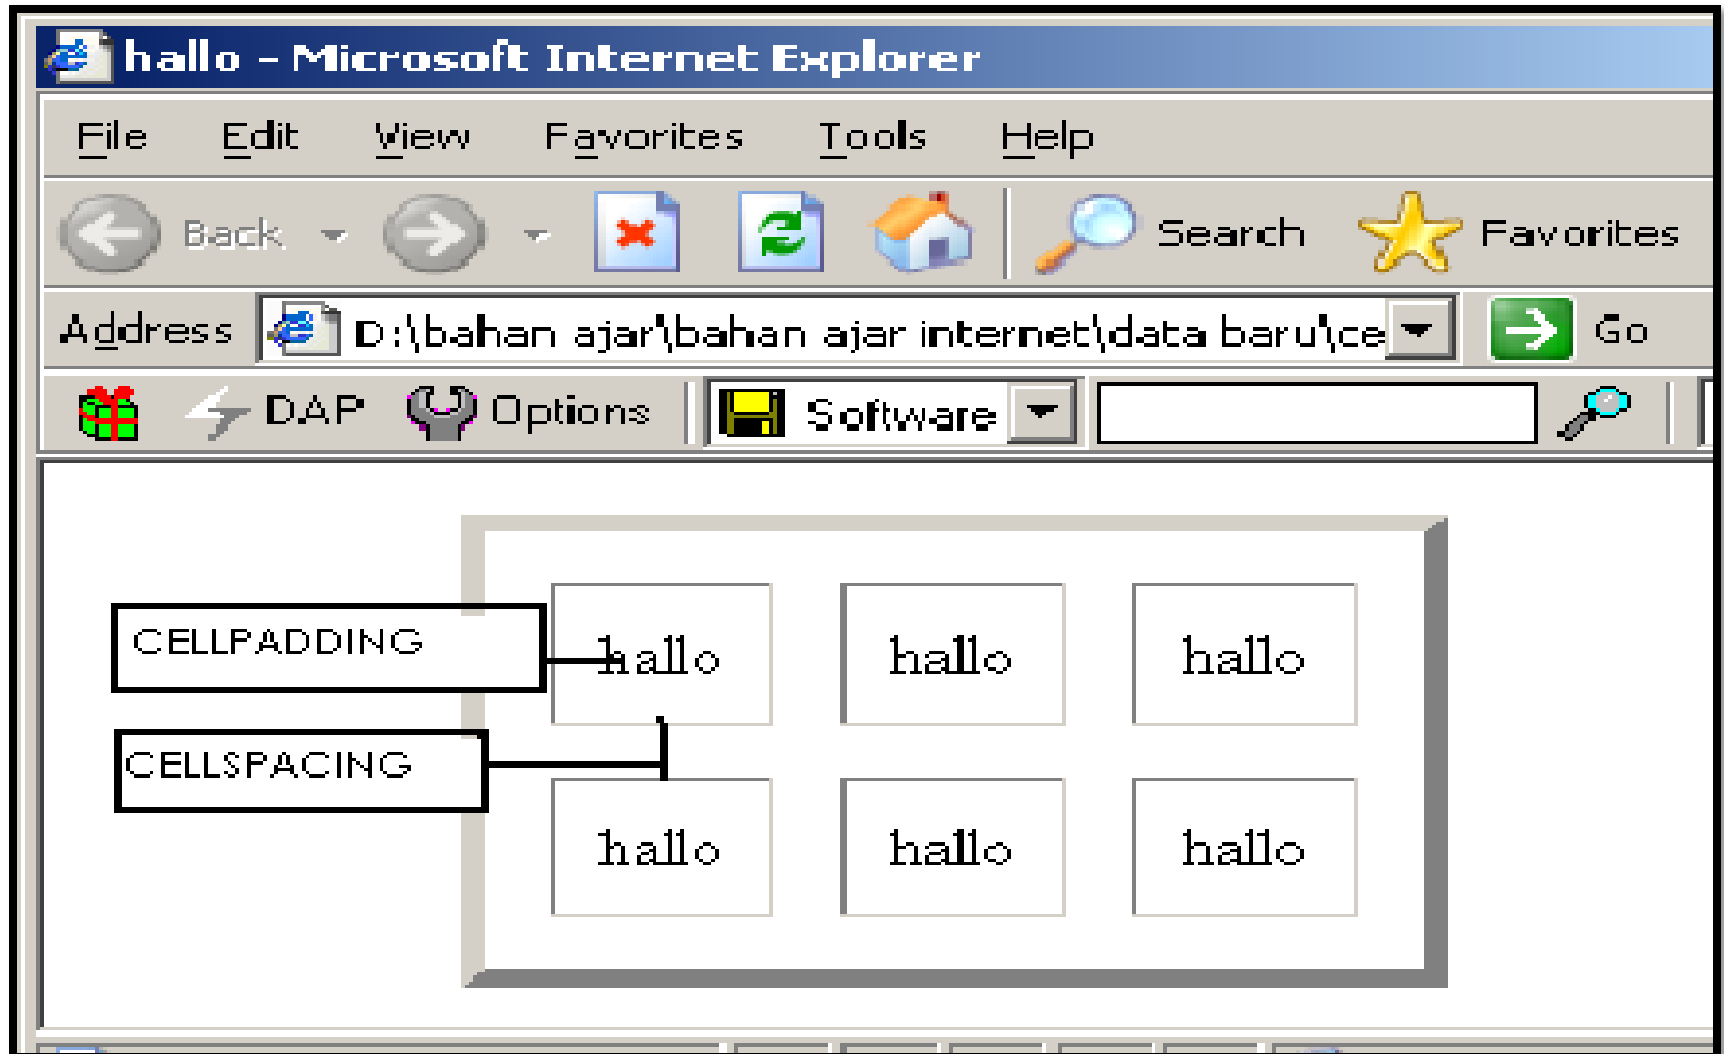 hallo - Microsoft Internet Explorer
File Edit View Favorites Tools Help
Back Search Favorites
Address D:\bahan ajar\bahan ajar internet\data baru\ce Go
DAP Options Software
CELLPADDING
hallo hallo hallo
CELLSPACING
hallo hallo hallo